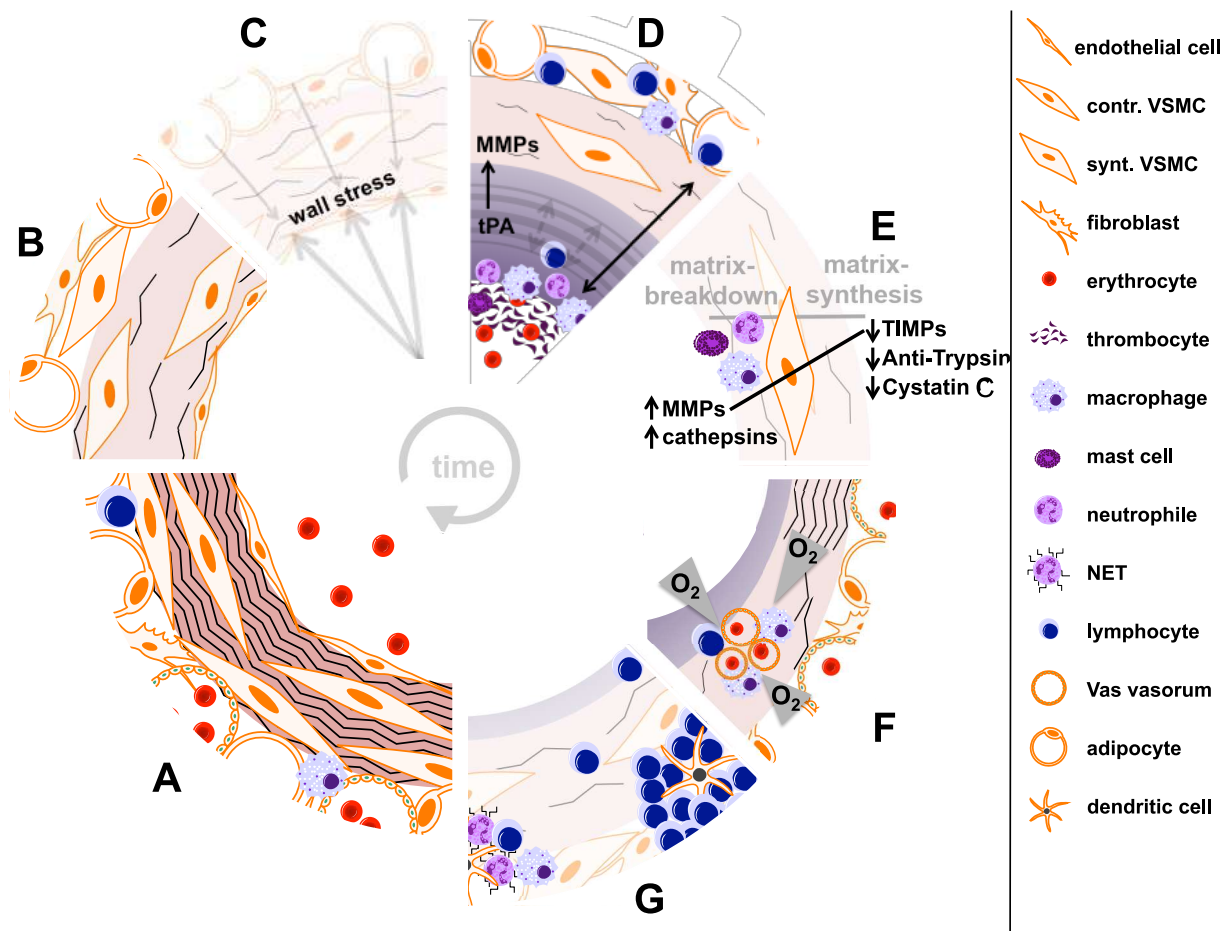 A
B
C
wall stress
D
MMPs
tPA
E
matrix-
breakdown
matrix-
synthesis
TIMPs
Anti-Trypsin
Cystatin C
MMPs
cathepsins
time
O2
O2
O2
F
G
endothelial cell
contr. VSMC
synt. VSMC
fibroblast
erythrocyte
thrombocyte
macrophage
mast cell
neutrophile
NET
lymphocyte
Vas vasorum
adipocyte
dendritic cell